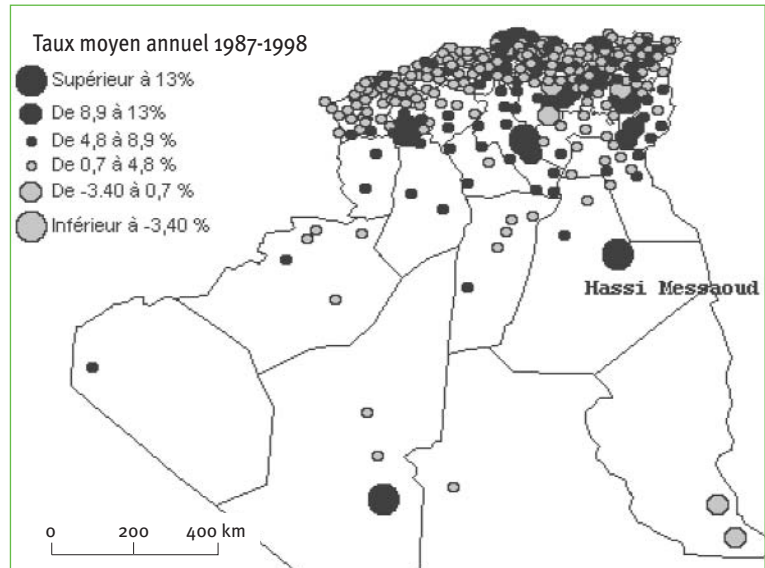 Taux moyen annuel 1987-1998
Supérieur à 13%
De 8,9 à 13%
De 4,8 à 8,9 %
De 0,7 à 4,8 %
De -3.40 à 0,7 %
Inférieur à -3,40 %
Hassi Messaoud
0 200 400 km